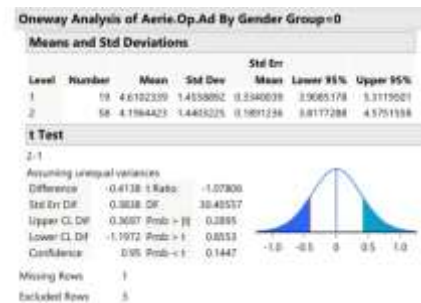 Oneway Analysis of Aerie.Op.Ad By Gender Group=0
Means and Std Deviations
Std Err
Level Number Mean Std Dev Mean Lower 95% Upper 95%
1 19 4.6102339 1.4558892 0.3340039 3.9085178 5.3119501
2 58 4.1964423 1.4403225 0.1891236 3.8177288 4.5751558
t Test
2-1
Assuming unequal variances
Difference -0.4138 t Ratio -1.07806
Std Err Dif 0.3838 DF 30.40557
Upper CL Dif 0.3697 Prob > |t| 0.2895
Lower CL Dif -1.1972 Prob > t 0.8553
Confidence 0.95 Prob < t 0.1447
-1.0 -0.5 0 0.5 1.0
Missing Rows 1
Excluded Rows 5